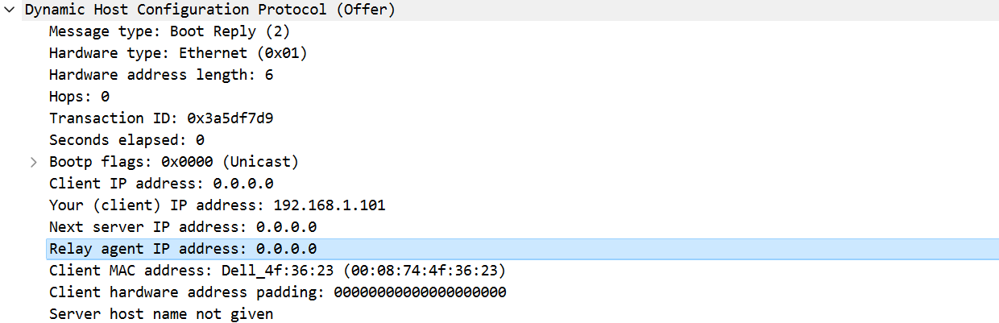 Dynamic Host Configuration Protocol (Offer)
Message type: Boot Reply (2)
Hardware type: Ethernet (0x01)
Hardware address length: 6
Hops: 0
Transaction ID: 0x3a5df7d9
Seconds elapsed: 0
Bootp flags: 0x0000 (Unicast)
Client IP address: 0.0.0.0
Your (client) IP address: 192.168.1.101
Next server IP address: 0.0.0.0
Relay agent IP address: 0.0.0.0
Client MAC address: Dell_4f:36:23 (00:08:74:4f:36:23)
Client hardware address padding: 00000000000000000000
Server host name not given